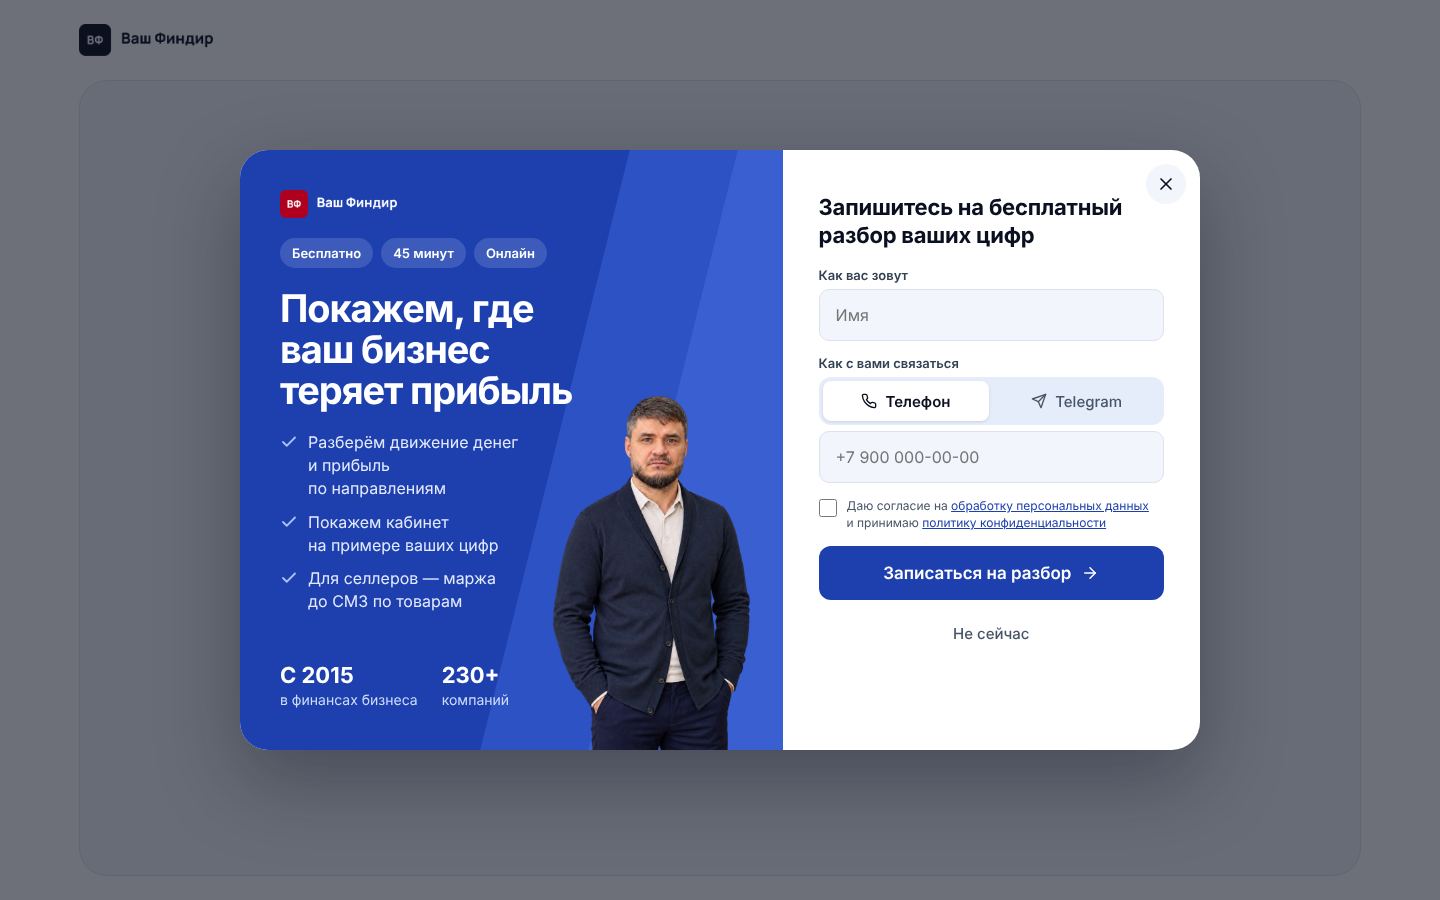 ВФ Ваш Финдир
ВФ Ваш Финдир
Бесплатно 45 минут Онлайн
Покажем, где
ваш бизнес
теряет прибыль
Разберём движение денег
и прибыль
по направлениям
Покажем кабинет
на примере ваших цифр
Для селлеров — маржа
до СМЗ по товарам
С 2015
в финансах бизнеса
230+
компаний
Запишитесь на бесплатный
разбор ваших цифр
Как вас зовут
Имя
Как с вами связаться
Телефон Telegram
+7 900 000-00-00
Даю согласие на обработку персональных данных
и принимаю политику конфиденциальности
Записаться на разбор →
Не сейчас